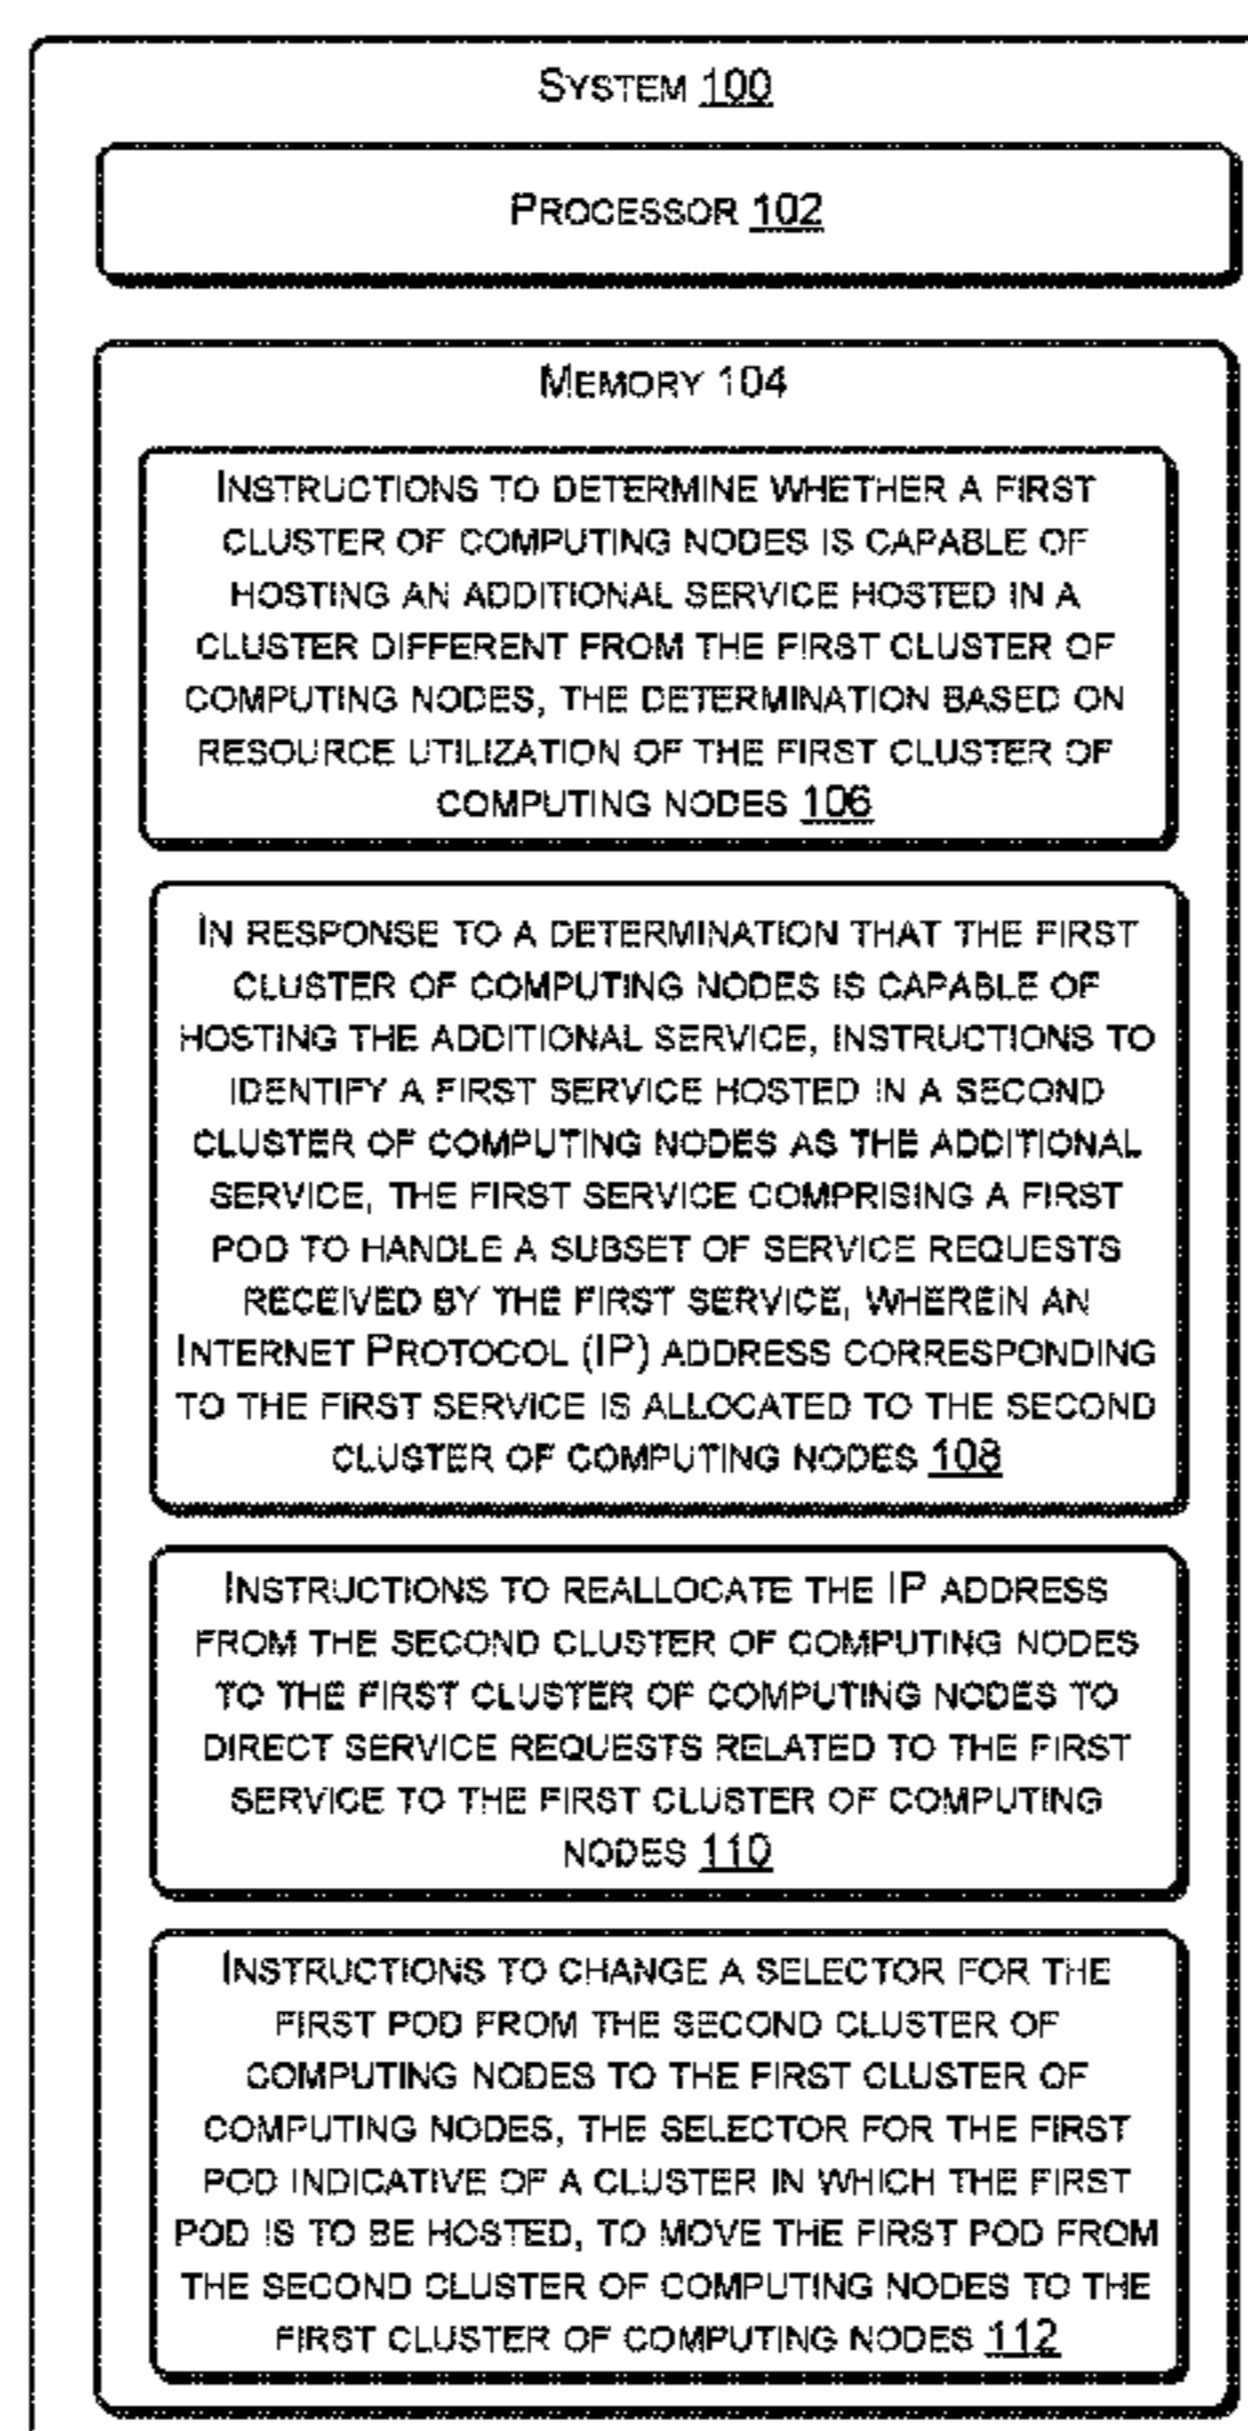 SYSTEM 100
PROCESSOR 102
MEMORY 104
INSTRUCTIONS TO DETERMINE WHETHER A FIRST
CLUSTER OF COMPUTING NODES IS CAPABLE OF
HOSTING AN ADDITIONAL SERVICE HOSTED IN A
CLUSTER DIFFERENT FROM THE FIRST CLUSTER OF
COMPUTING NODES, THE DETERMINATION BASED ON
RESOURCE UTILIZATION OF THE FIRST CLUSTER OF
COMPUTING NODES 106
IN RESPONSE TO A DETERMINATION THAT THE FIRST
CLUSTER OF COMPUTING NODES IS CAPABLE OF
HOSTING THE ADDITIONAL SERVICE, INSTRUCTIONS TO
IDENTIFY A FIRST SERVICE HOSTED IN A SECOND
CLUSTER OF COMPUTING NODES AS THE ADDITIONAL
SERVICE, THE FIRST SERVICE COMPRISING A FIRST
POD TO HANDLE A SUBSET OF SERVICE REQUESTS
RECEIVED BY THE FIRST SERVICE, WHEREIN AN
INTERNET PROTOCOL (IP) ADDRESS CORRESPONDING
TO THE FIRST SERVICE IS ALLOCATED TO THE SECOND
CLUSTER OF COMPUTING NODES 108
INSTRUCTIONS TO REALLOCATE THE IP ADDRESS
FROM THE SECOND CLUSTER OF COMPUTING NODES
TO THE FIRST CLUSTER OF COMPUTING NODES TO
DIRECT SERVICE REQUESTS RELATED TO THE FIRST
SERVICE TO THE FIRST CLUSTER OF COMPUTING
NODES 110
INSTRUCTIONS TO CHANGE A SELECTOR FOR THE
FIRST POD FROM THE SECOND CLUSTER OF
COMPUTING NODES TO THE FIRST CLUSTER OF
COMPUTING NODES, THE SELECTOR FOR THE FIRST
POD INDICATIVE OF A CLUSTER IN WHICH THE FIRST
POD IS TO BE HOSTED, TO MOVE THE FIRST POD FROM
THE SECOND CLUSTER OF COMPUTING NODES TO THE
FIRST CLUSTER OF COMPUTING NODES 112